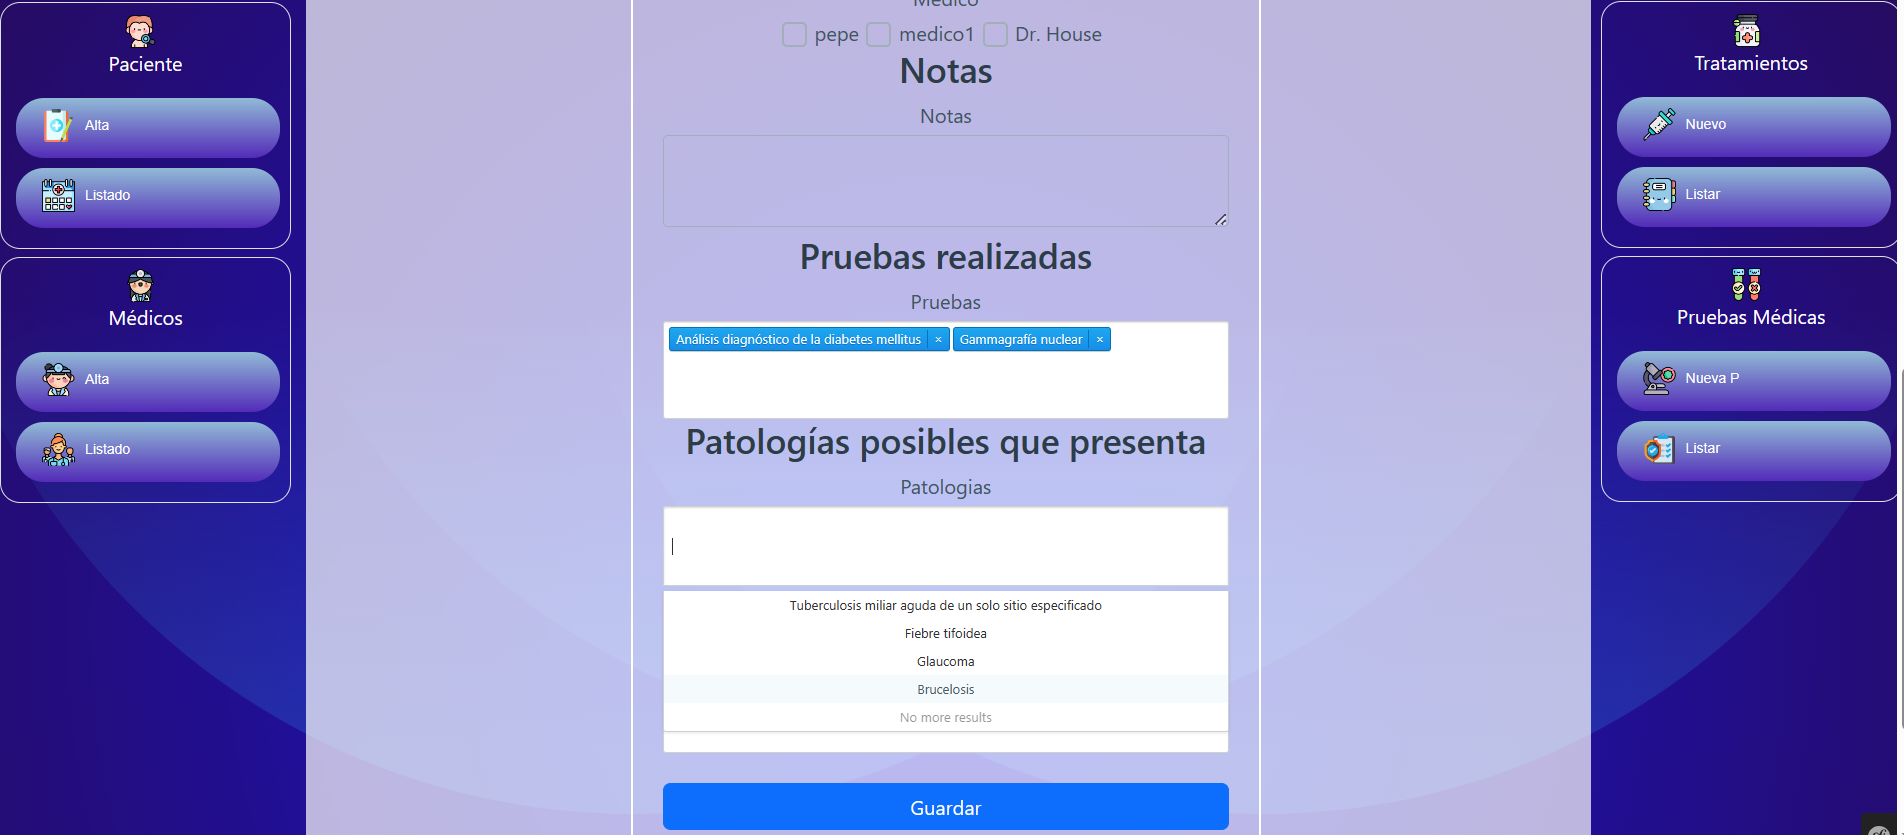 Paciente
Alta
Listado
Médicos
Alta
Listado
Médico
pepe medico1 Dr. House
Notas
Notas
Pruebas realizadas
Pruebas
Análisis diagnóstico de la diabetes mellitus × Gammagrafía nuclear ×
Patologías posibles que presenta
Patologias
Tuberculosis miliar aguda de un solo sitio especificado
Fiebre tifoidea
Glaucoma
Brucelosis
No more results
Guardar
Tratamientos
Nuevo
Listar
Pruebas Médicas
Nueva P
Listar